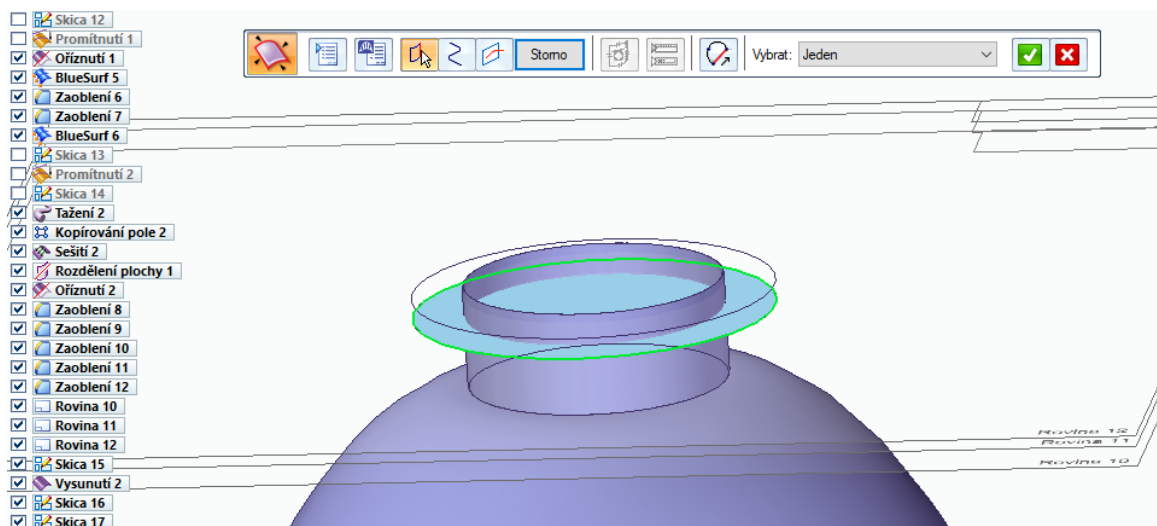 Skica 12
Promítnutí 1
Oříznutí 1
BlueSurf 5
Zaoblení 6
Zaoblení 7
BlueSurf 6
Skica 13
Promítnutí 2
Skica 14
Tažení 2
Kopírování pole 2
Sešití 2
Rozdělení plochy 1
Oříznutí 2
Zaoblení 8
Zaoblení 9
Zaoblení 10
Zaoblení 11
Zaoblení 12
Rovina 10
Rovina 11
Rovina 12
Skica 15
Vysunutí 2
Skica 16
Skica 17
Storno
Vybrat: Jeden
Rovina 12
Rovina 11
Rovina 10